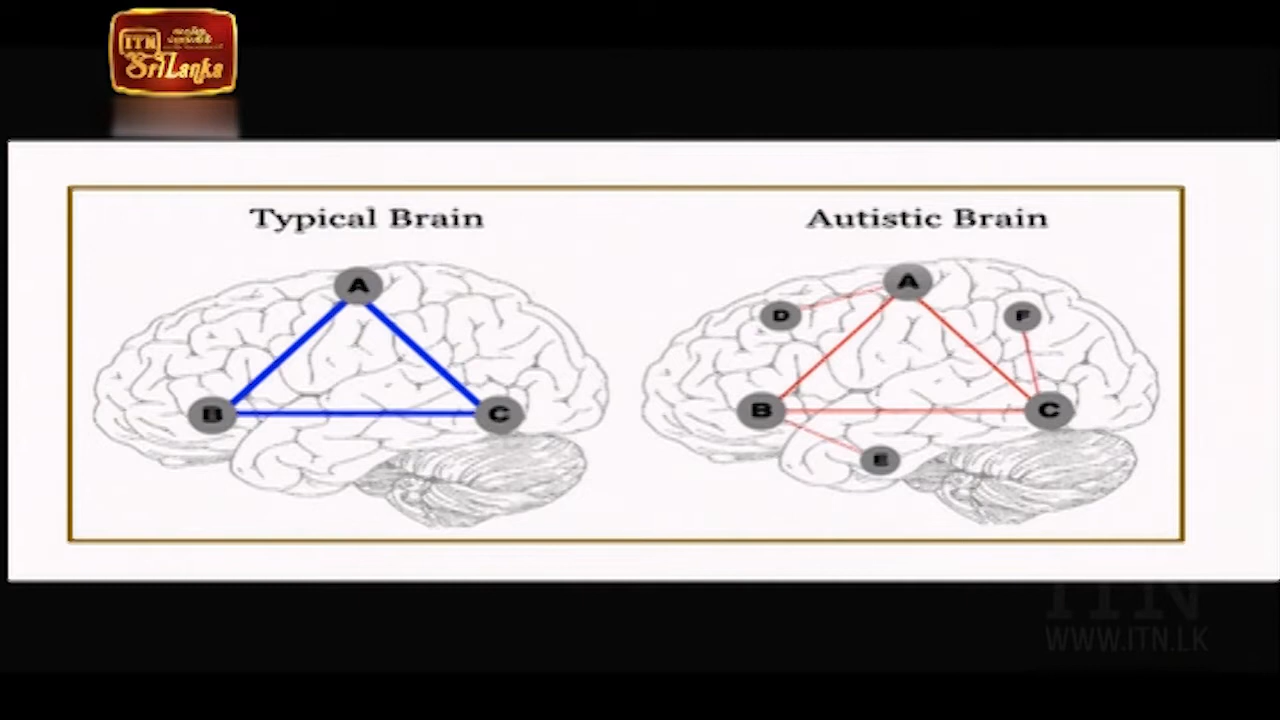 ITN
Sri Lanka
Typical Brain
Autistic Brain
A
B
C
A
D
F
B
C
E
ITN
WWW.ITN.LK